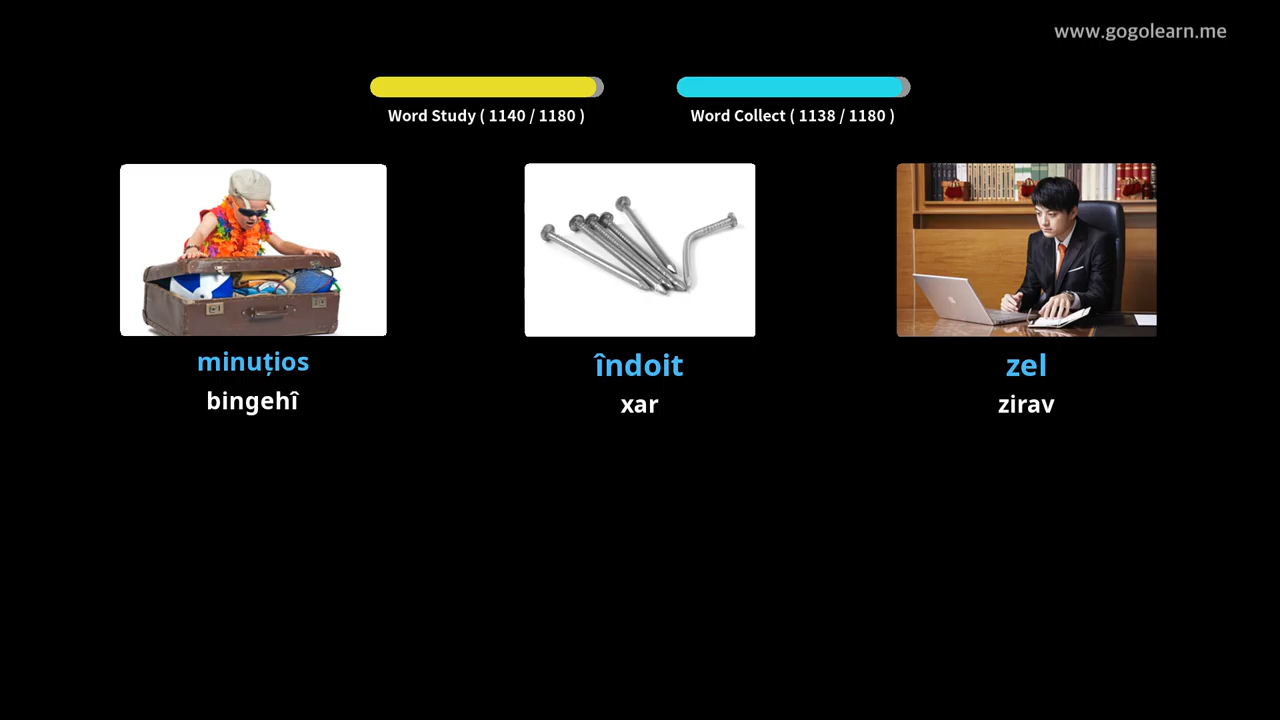 www.gogolearn.me
Word Study ( 1140 / 1180 )
Word Collect ( 1138 / 1180 )
minuțios
bingehî
îndoit
xar
zel
zirav